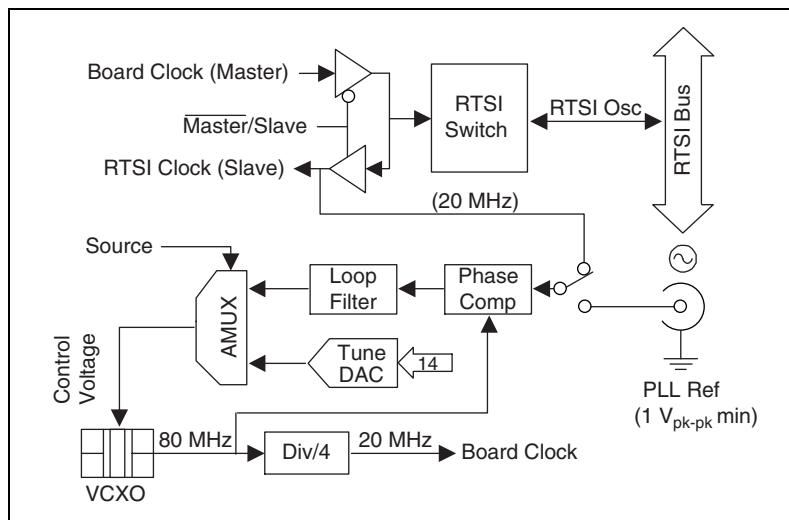 Board Clock (Master)
Master/Slave
RTSI Clock (Slave)
RTSI
Switch
RTSI Osc
RTSI Bus
(20 MHz)
Source
AMUX
Loop
Filter
Phase
Comp
Tune
DAC
14
Control
Voltage
PLL Ref
(1 Vpk-pk min)
80 MHz
Div/4
20 MHz
Board Clock
VCXO